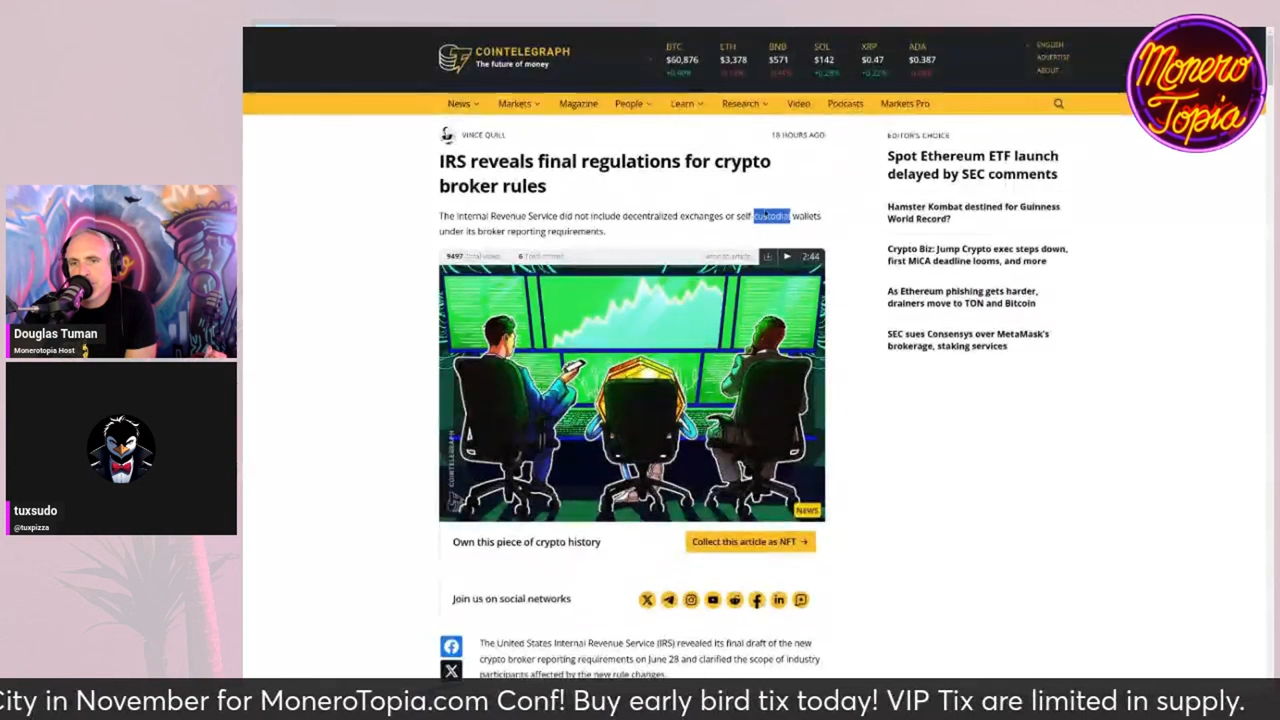 COINTELEGRAPH
The future of money
BTC ETH BNB SOL XRP ADA
$60,876 $3,378 $571 $142 $0.47 $0.387
ENGLISH
ADVERTISE
ABOUT
Monero
Topia
News Markets Magazine People Learn Research Video Podcasts Markets Pro
VINCE QUILL
18 HOURS AGO
IRS reveals final regulations for crypto
broker rules
The Internal Revenue Service did not include decentralized exchanges or self-custodial wallets
under its broker reporting requirements.
9497
2:44
COINTELEGRAPH
NEWS
Own this piece of crypto history
Collect this article as NFT →
Join us on social networks
The United States Internal Revenue Service (IRS) revealed its final draft of the new
crypto broker reporting requirements on June 28 and clarified the scope of industry
participants affected by the new rule changes.
EDITOR'S CHOICE
Spot Ethereum ETF launch
delayed by SEC comments
Hamster Kombat destined for Guinness
World Record?
Crypto Biz: Jump Crypto exec steps down,
first MiCA deadline looms, and more
As Ethereum phishing gets harder,
drainers move to TON and Bitcoin
SEC sues Consensys over MetaMask's
brokerage, staking services
Douglas Tuman
Monerotopia Host
tuxsudo
@tuxpizza
City in November for MoneroTopia.com Conf! Buy early bird tix today! VIP Tix are limited in supply.